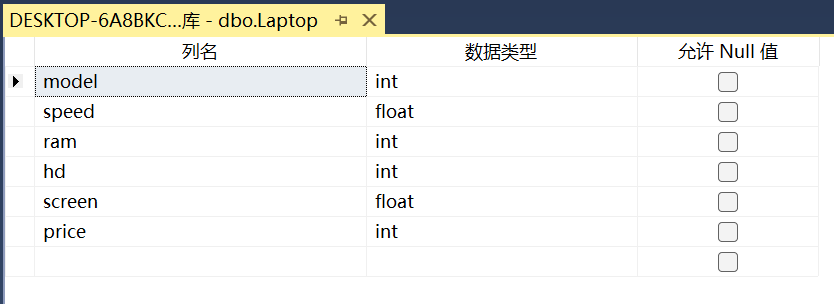 DESKTOP-6A8BKC...库 - dbo.Laptop
列名 数据类型 允许 Null 值
model int
speed float
ram int
hd int
screen float
price int